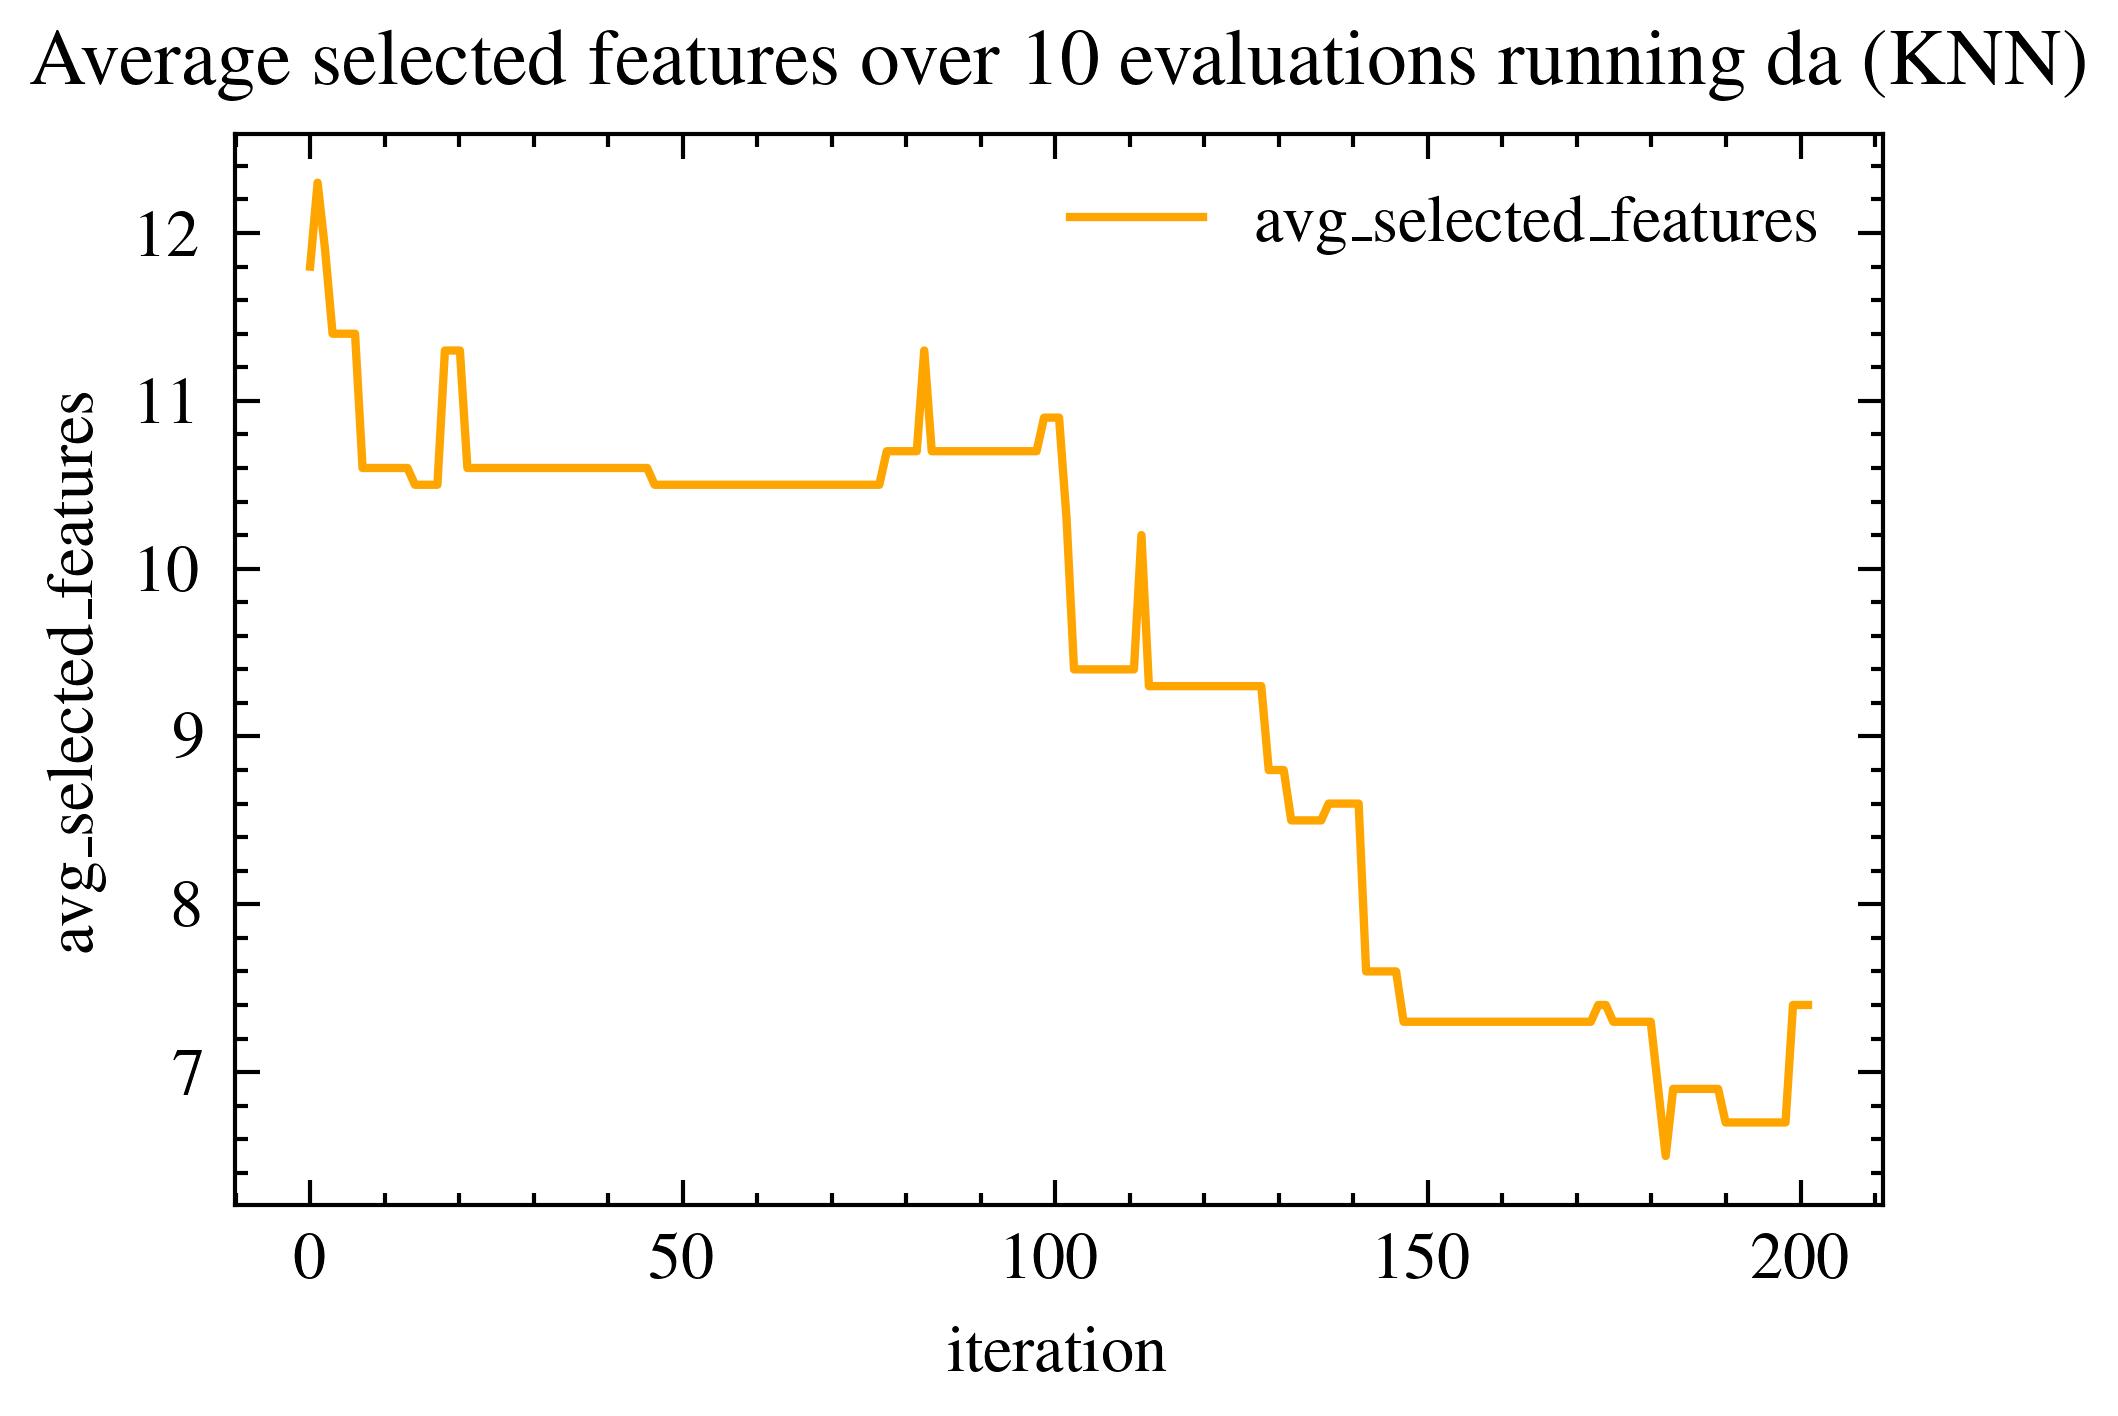 Average selected features over 10 evaluations running da (KNN)
avg_selected_features
12
11
10
9
8
7
avg_selected_features
0 50 100 150 200
iteration